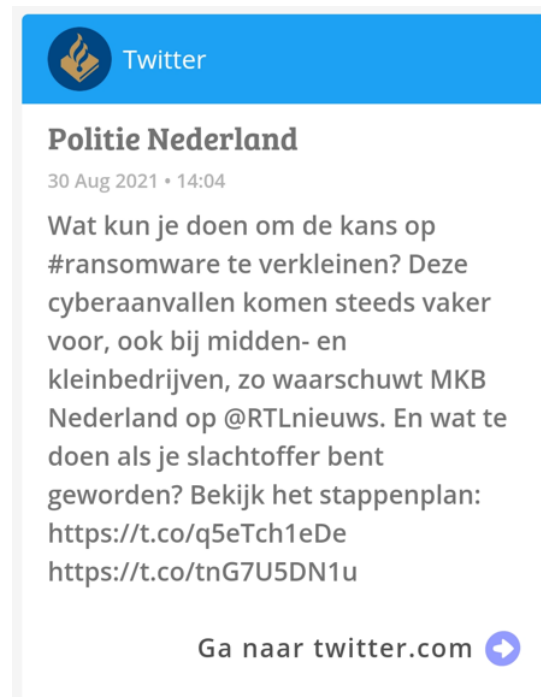 Twitter
Politie Nederland
30 Aug 2021 • 14:04
Wat kun je doen om de kans op
#ransomware te verkleinen? Deze
cyberaanvallen komen steeds vaker
voor, ook bij midden- en
kleinbedrijven, zo waarschuwt MKB
Nederland op @RTLnieuws. En wat te
doen als je slachtoffer bent
geworden? Bekijk het stappenplan:
https://t.co/q5eTch1eDe
https://t.co/tnG7U5DN1u
Ga naar twitter.com